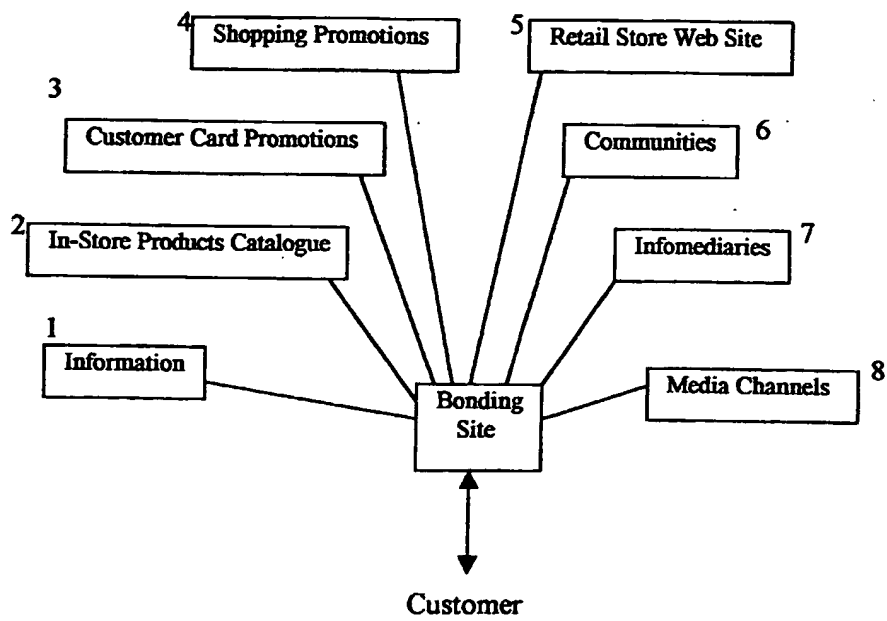 4
Shopping Promotions
5
Retail Store Web Site
3
Customer Card Promotions
6
Communities
2
In-Store Products Catalogue
7
Infomediaries
1
Information
8
Media Channels
Bonding
Site
Customer